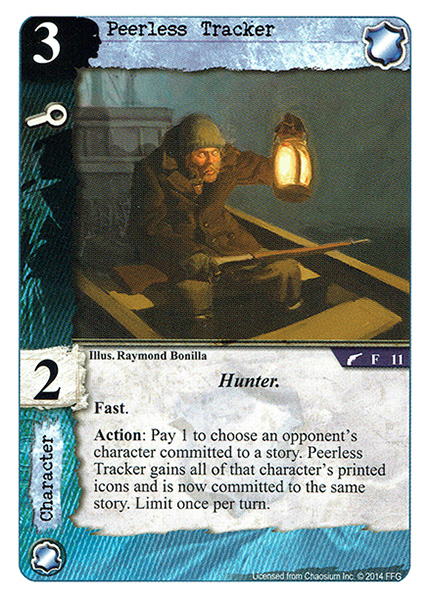 3
Peerless Tracker
Illus. Raymond Bonilla
F 11
2
Hunter.
Fast.
Action: Pay 1 to choose an opponent's
character committed to a story. Peerless
Tracker gains all of that character's printed
icons and is now committed to the same
story. Limit once per turn.
Character
Licensed from Chaosium Inc. © 2014 FFG